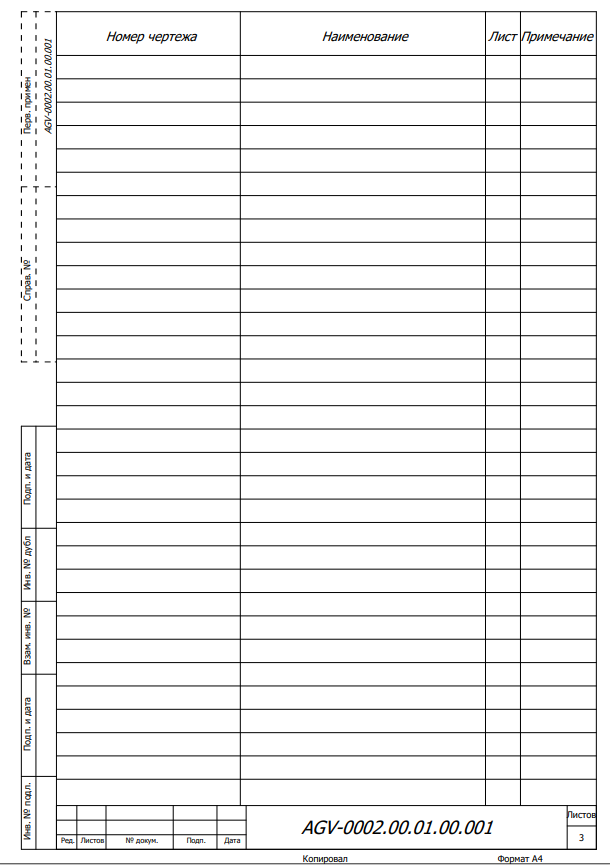 Номер чертежа Наименование Лист Примечание
Перв. примен
AGV-0002.00.01.00.001
Справ. №
Подп. и дата
Инв. № дубл
Взам. инв. №
Подп. и дата
Инв. № подл.
Ред. Листов № докум. Подп. Дата
AGV-0002.00.01.00.001
Листов
3
Копировал Формат А4